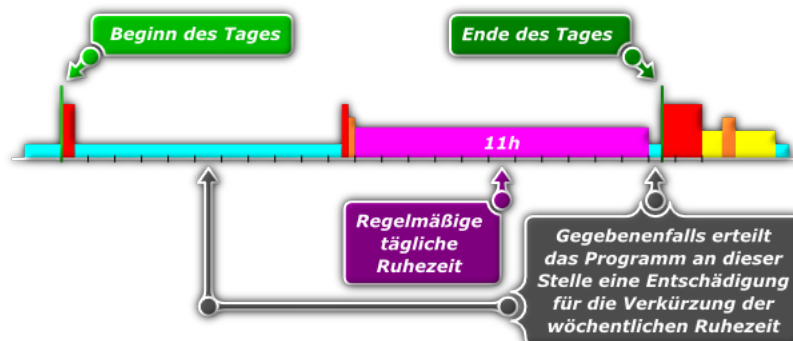 Beginn des Tages
Ende des Tages
11h
Regelmäßige
tägliche
Ruhezeit
Gegebenenfalls erteilt
das Programm an dieser
Stelle eine Entschädigung
für die Verkürzung der
wöchentlichen Ruhezeit